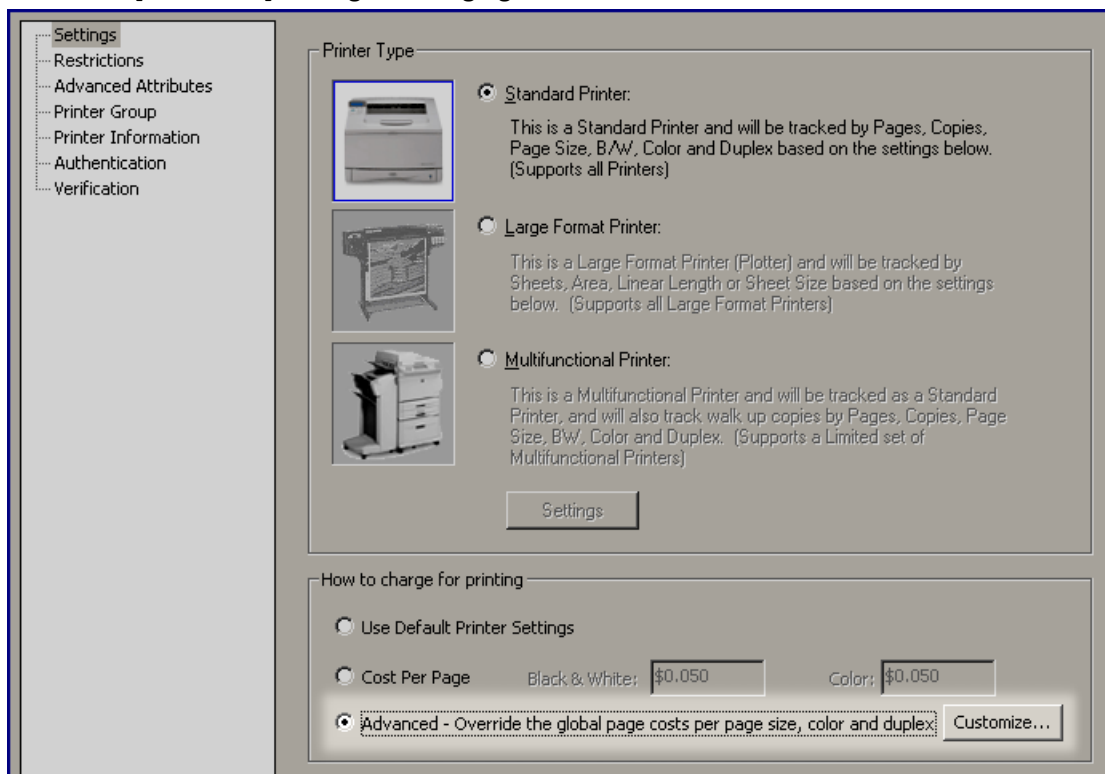 Settings
Restrictions
Advanced Attributes
Printer Group
Printer Information
Authentication
Verification
Printer Type
Standard Printer:
This is a Standard Printer and will be tracked by Pages, Copies,
Page Size, B/W, Color and Duplex based on the settings below.
(Supports all Printers)
Large Format Printer:
This is a Large Format Printer (Plotter) and will be tracked by
Sheets, Area, Linear Length or Sheet Size based on the settings
below. (Supports all Large Format Printers)
Multifunctional Printer:
This is a Multifunctional Printer and will be tracked as a Standard
Printer, and will also track walk up copies by Pages, Copies, Page
Size, BW, Color and Duplex. (Supports a Limited set of
Multifunctional Printers)
Settings
How to charge for printing
Use Default Printer Settings
Cost Per Page Black & White: $0.050 Color: $0.050
Advanced - Override the global page costs per page size, color and duplex Customize...